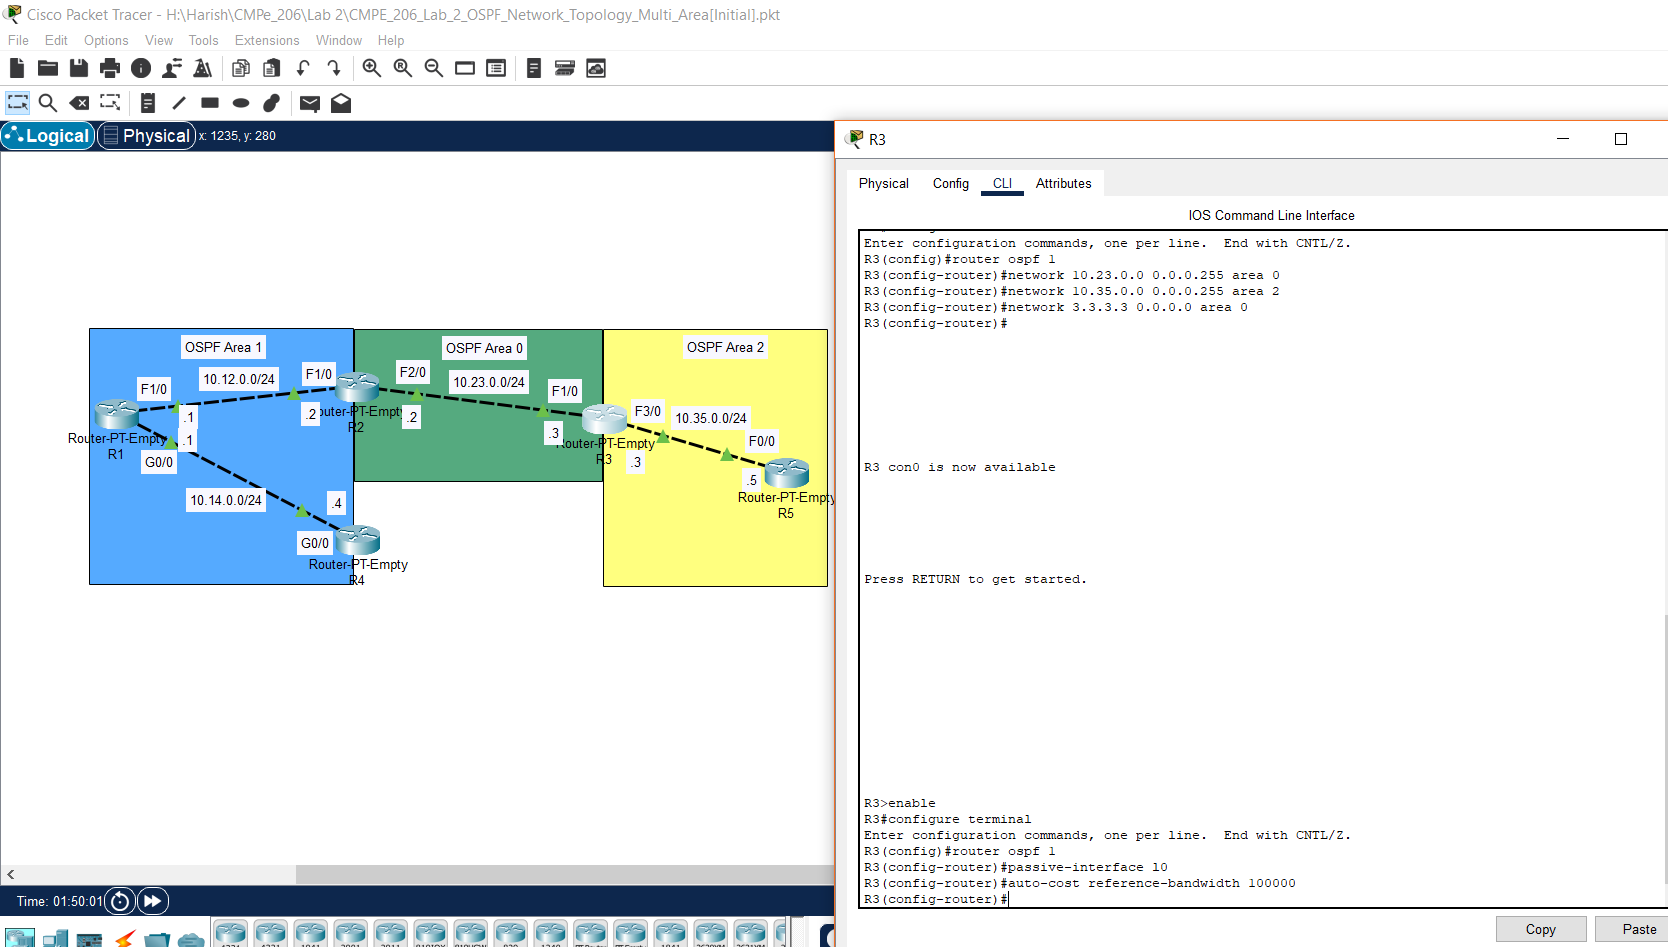 Cisco Packet Tracer - H:\Harish\CMPe_206\Lab 2\CMPE_206_Lab_2_OSPF_Network_Topology_Multi_Area[Initial].pkt
File Edit Options View Tools Extensions Window Help
Logical Physical x: 1235, y: 280
OSPF Area 1
OSPF Area 0
OSPF Area 2
F1/0
10.12.0.0/24
F1/0
F2/0
10.23.0.0/24
F1/0
.1
.2
.2
.3
Router-PT-Empty
R1
.1
G0/0
R2
F3/0
10.35.0.0/24
F0/0
R3
.3
.5
Router-PT-Empty
R5
10.14.0.0/24
.4
G0/0
Router-PT-Empty
R4
Time: 01:50:01
R3
Physical Config CLI Attributes
IOS Command Line Interface
Enter configuration commands, one per line.  End with CNTL/Z.
R3(config)#router ospf 1
R3(config-router)#network 10.23.0.0 0.0.0.255 area 0
R3(config-router)#network 10.35.0.0 0.0.0.255 area 2
R3(config-router)#network 3.3.3.3 0.0.0.0 area 0
R3(config-router)#
R3 con0 is now available
Press RETURN to get started.
R3>enable
R3#configure terminal
Enter configuration commands, one per line.  End with CNTL/Z.
R3(config)#router ospf 1
R3(config-router)#passive-interface l0
R3(config-router)#auto-cost reference-bandwidth 100000
R3(config-router)#
Copy Paste